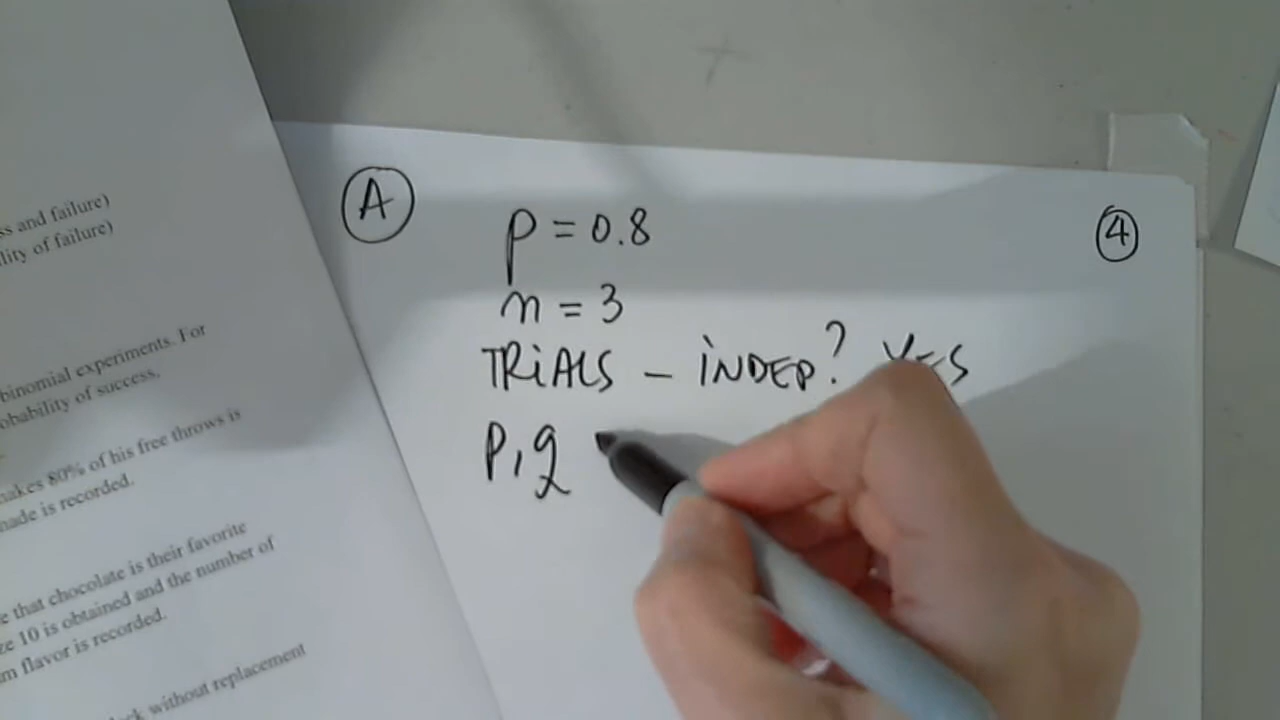 ss and failure)
lity of failure)
binomial experiments. For
obability of success.
makes 80% of his free throws is
made is recorded.
e that chocolate is their favorite
ze 10 is obtained and the number of
m flavor is recorded.
without replacement
A
4
p = 0.8
n = 3
TRiALS – iNDEP? YES
P, q